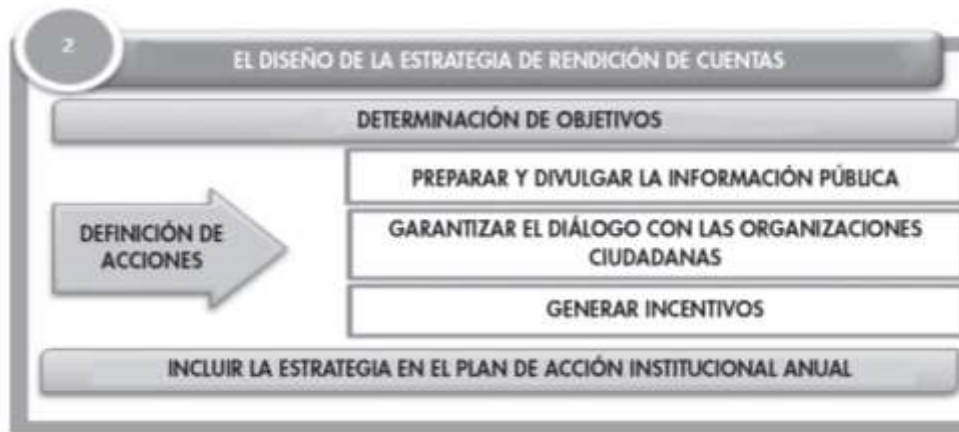 2
EL DISEÑO DE LA ESTRATEGIA DE RENDICIÓN DE CUENTAS
DETERMINACIÓN DE OBJETIVOS
DEFINICIÓN DE
ACCIONES
PREPARAR Y DIVULGAR LA INFORMACIÓN PÚBLICA
GARANTIZAR EL DIÁLOGO CON LAS ORGANIZACIONES
CIUDADANAS
GENERAR INCENTIVOS
INCLUIR LA ESTRATEGIA EN EL PLAN DE ACCIÓN INSTITUCIONAL ANUAL